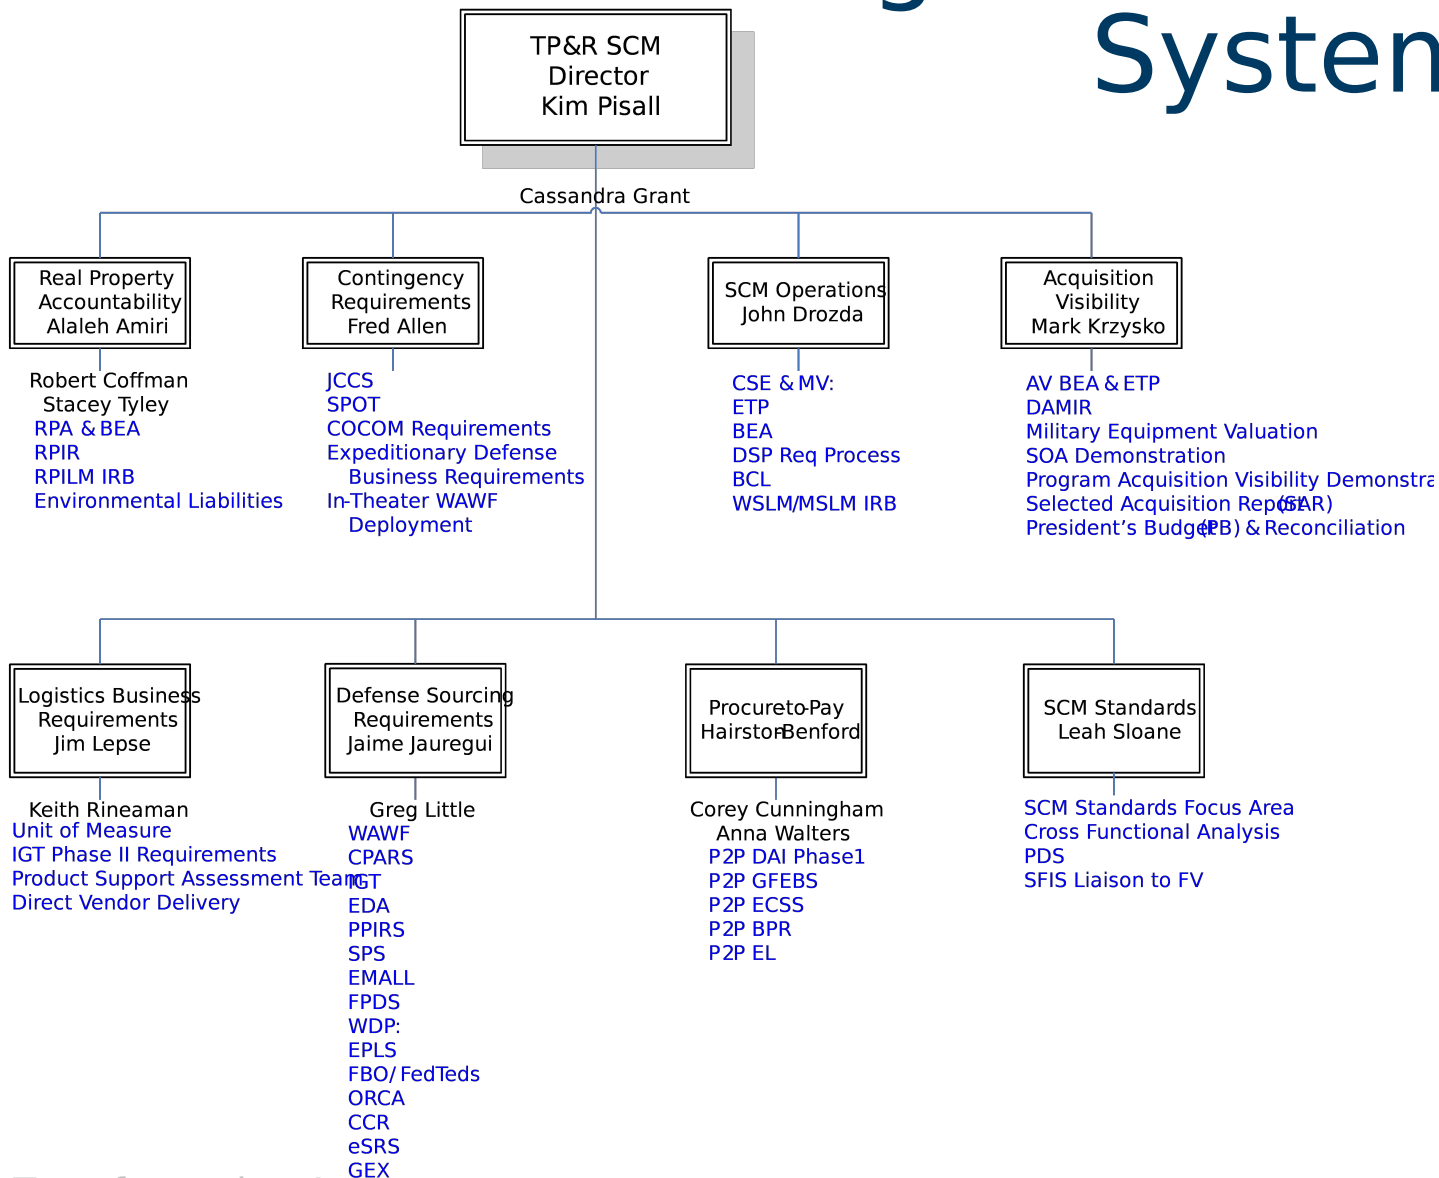 System
TP&R SCM
Director
Kim Pisall
Cassandra Grant
Real Property
Accountability
Alaleh Amiri
Robert Coffman
Stacey Tyley
RPA & BEA
RPIR
RPILM IRB
Environmental Liabilities
Contingency
Requirements
Fred Allen
JCCS
SPOT
COCOM Requirements
Expeditionary Defense
Business Requirements
In-Theater WAWF
Deployment
SCM Operations
John Drozda
CSE & MV:
ETP
BEA
DSP Req Process
BCL
WSLM/MSLM IRB
Acquisition
Visibility
Mark Krzysko
AV BEA & ETP
DAMIR
Military Equipment Valuation
SOA Demonstration
Program Acquisition Visibility Demonstra
Selected Acquisition Report (SAR)
President’s Budget (PB) & Reconciliation
Logistics Business
Requirements
Jim Lepse
Keith Rineaman
Unit of Measure
IGT Phase II Requirements
Product Support Assessment Team
Direct Vendor Delivery
Defense Sourcing
Requirements
Jaime Jauregui
Greg Little
WAWF
CPARS
IGT
EDA
PPIRS
SPS
EMALL
FPDS
WDP:
EPLS
FBO/ FedTeds
ORCA
CCR
eSRS
GEX
Procure-to-Pay
Hairston-Benford
Corey Cunningham
Anna Walters
P2P DAI Phase1
P2P GFEBS
P2P ECSS
P2P BPR
P2P EL
SCM Standards
Leah Sloane
SCM Standards Focus Area
Cross Functional Analysis
PDS
SFIS Liaison to FV